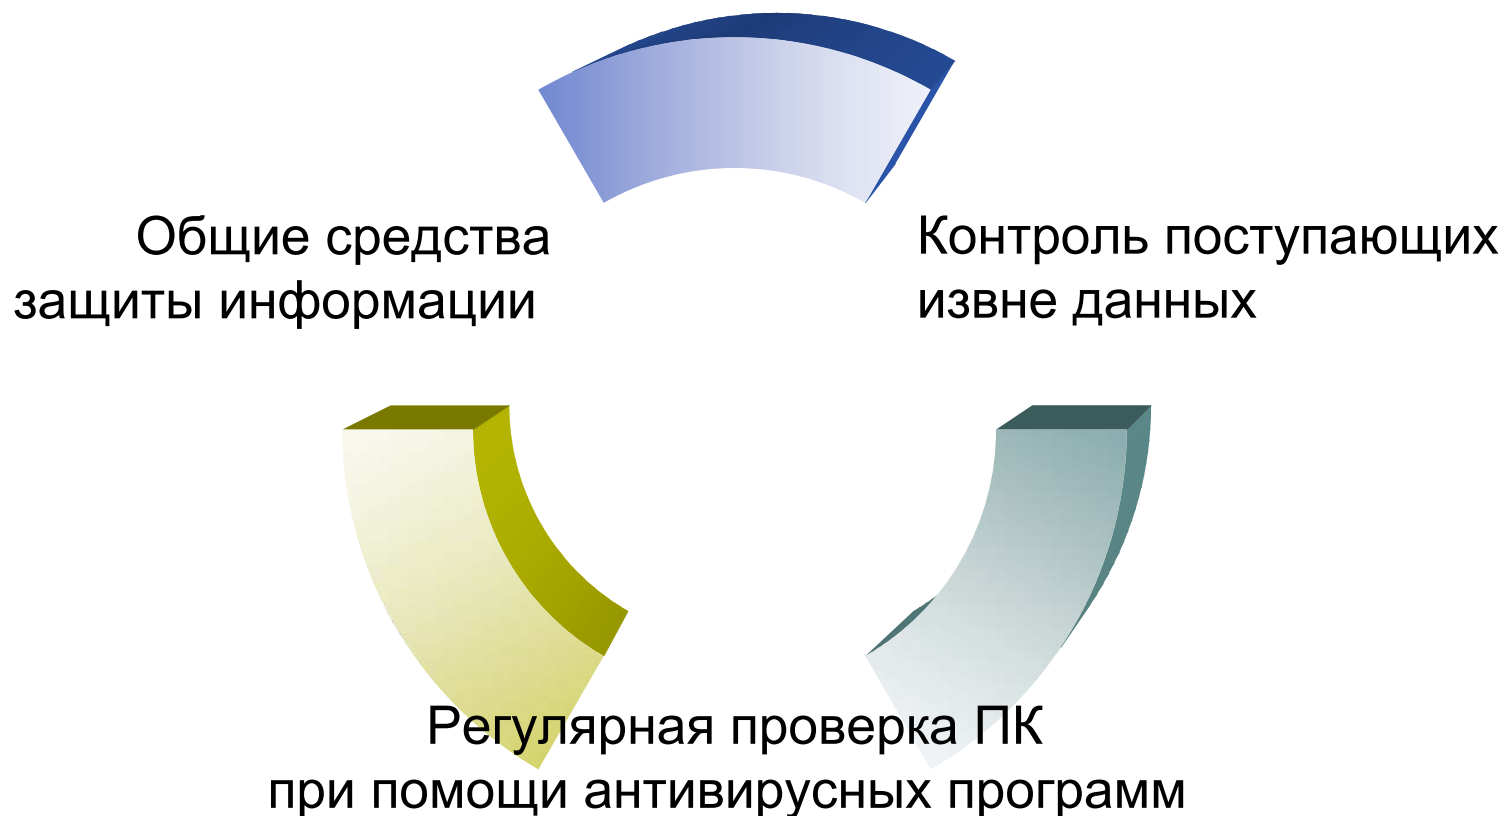 Общие средства
защиты информации
Контроль поступающих
извне данных
Регулярная проверка ПК
при помощи антивирусных программ